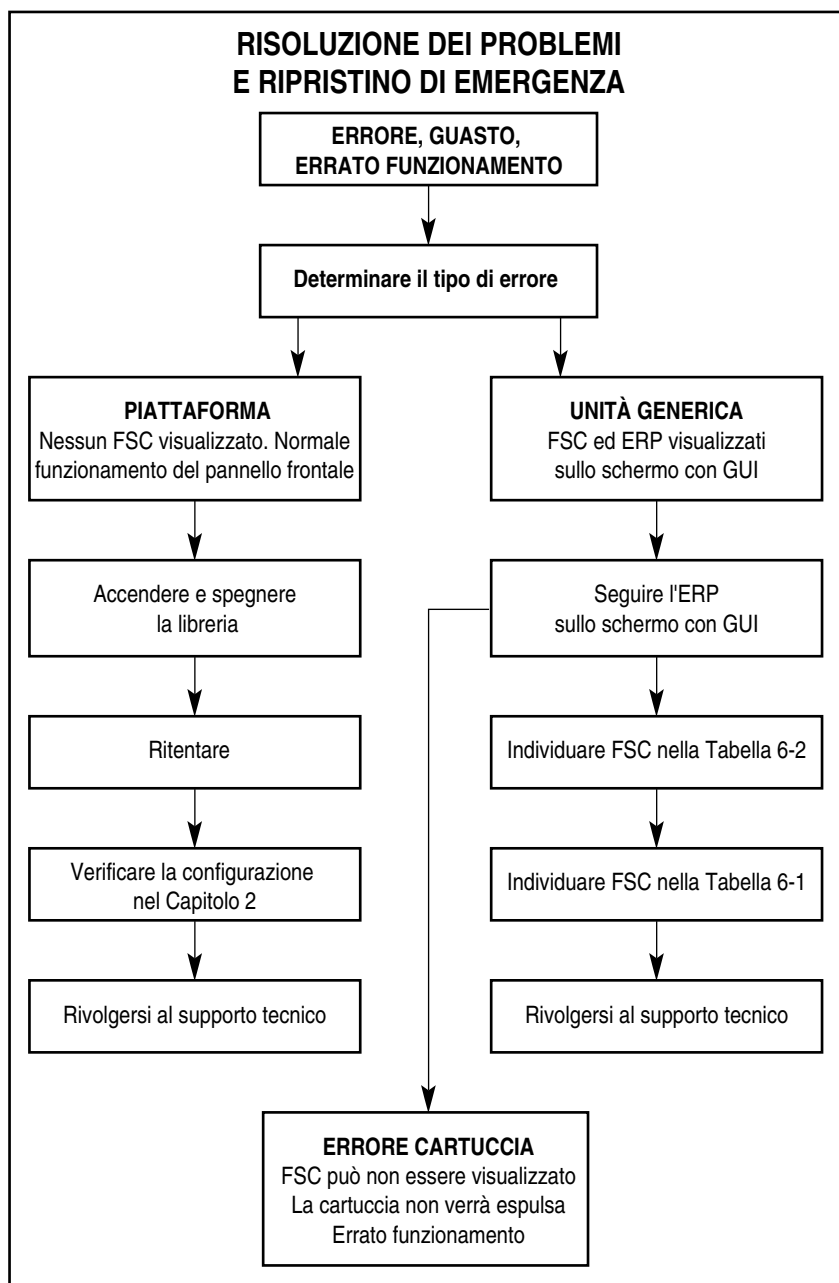 RISOLUZIONE DEI PROBLEMI
E RIPRISTINO DI EMERGENZA
ERRORE, GUASTO,
ERRATO FUNZIONAMENTO
Determinare il tipo di errore
PIATTAFORMA
Nessun FSC visualizzato. Normale
funzionamento del pannello frontale
UNITÀ GENERICA
FSC ed ERP visualizzati
sullo schermo con GUI
Accendere e spegnere
la libreria
Seguire l'ERP
sullo schermo con GUI
Ritentare
Individuare FSC nella Tabella 6-2
Verificare la configurazione
nel Capitolo 2
Individuare FSC nella Tabella 6-1
Rivolgersi al supporto tecnico
Rivolgersi al supporto tecnico
ERRORE CARTUCCIA
FSC può non essere visualizzato
La cartuccia non verrà espulsa
Errato funzionamento